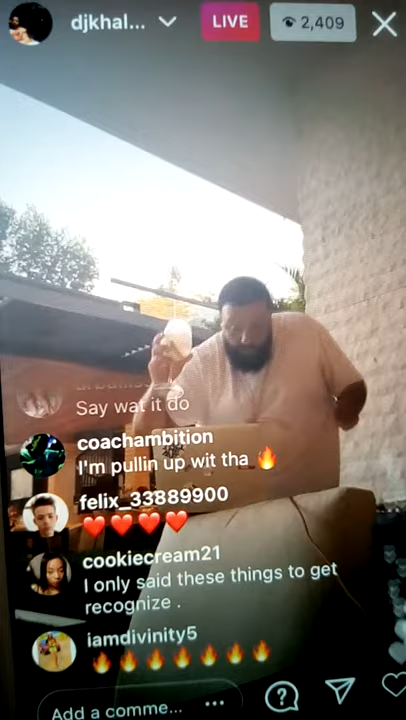 djkhal...
LIVE
2,409
Say wat it do
coachambition
I'm pullin up wit tha 🔥
felix_33889900
❤️❤️❤️❤️
cookiecream21
I only said these things to get
recognize .
iamdivinity5
🔥🔥🔥🔥🔥🔥🔥
Add a comme...